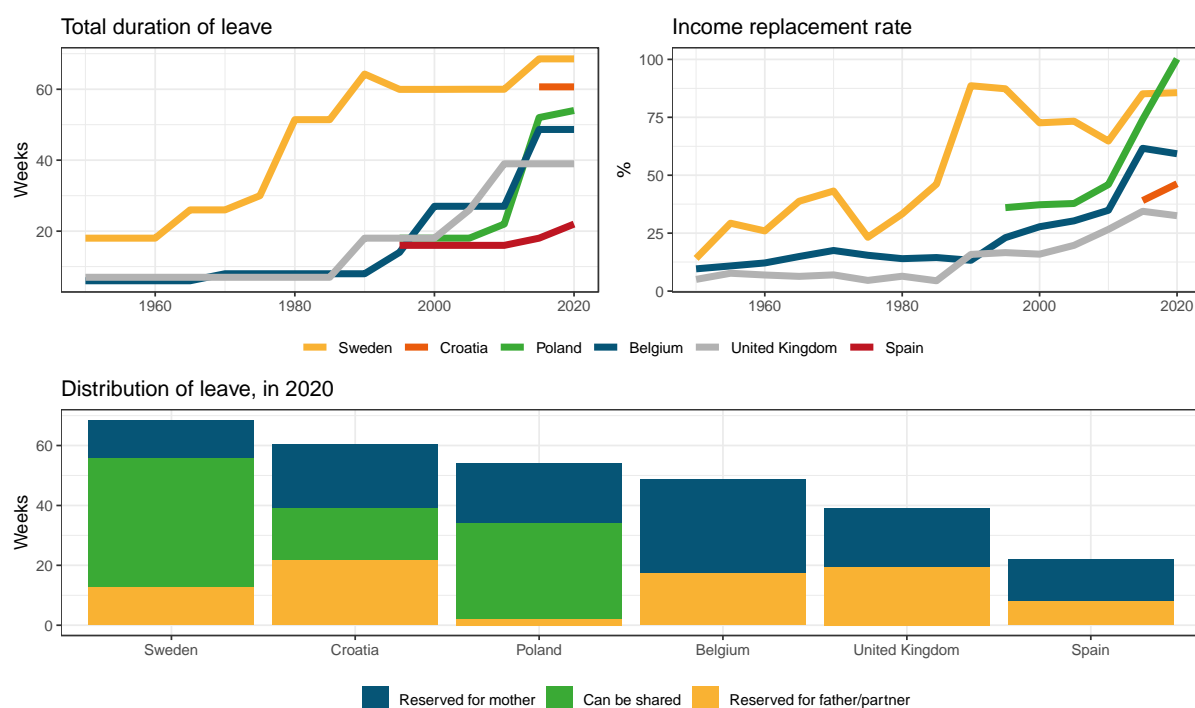 Total duration of leave
Weeks
60
40
20
1960 1980 2000 2020
Income replacement rate
%
100
75
50
25
0
1960 1980 2000 2020
Sweden Croatia Poland Belgium United Kingdom Spain
Distribution of leave, in 2020
Weeks
60
40
20
0
Sweden Croatia Poland Belgium United Kingdom Spain
Reserved for mother Can be shared Reserved for father/partner